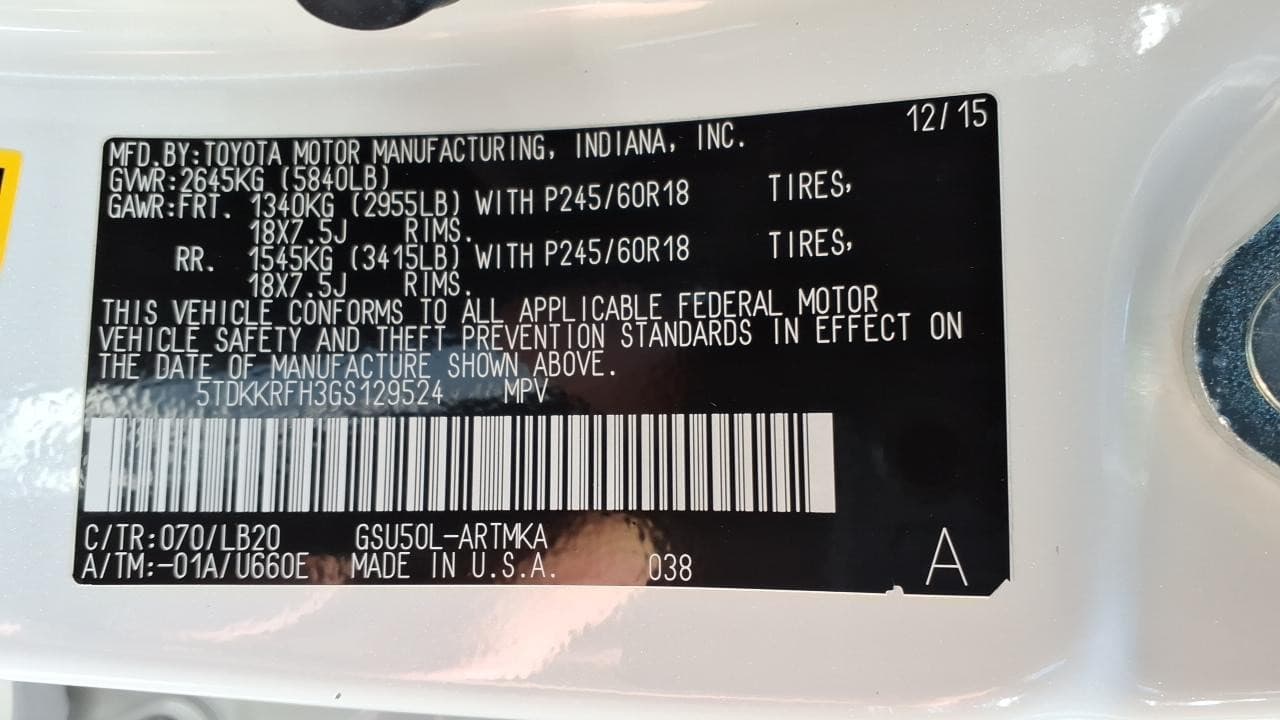 12/15
MFD.BY:TOYOTA MOTOR MANUFACTURING, INDIANA, INC.
GVWR:2645KG (5840LB)
GAWR:FRT. 1340KG (2955LB) WITH P245/60R18 TIRES,
18X7.5J RIMS.
RR. 1545KG (3415LB) WITH P245/60R18 TIRES,
18X7.5J RIMS.
THIS VEHICLE CONFORMS TO ALL APPLICABLE FEDERAL MOTOR
VEHICLE SAFETY AND THEFT PREVENTION STANDARDS IN EFFECT ON
THE DATE OF MANUFACTURE SHOWN ABOVE.
5TDKKRFH3GS129524 MPV
C/TR:070/LB20 GSU50L-ARTMKA
A/TM:-01A/U660E MADE IN U.S.A. 038 A